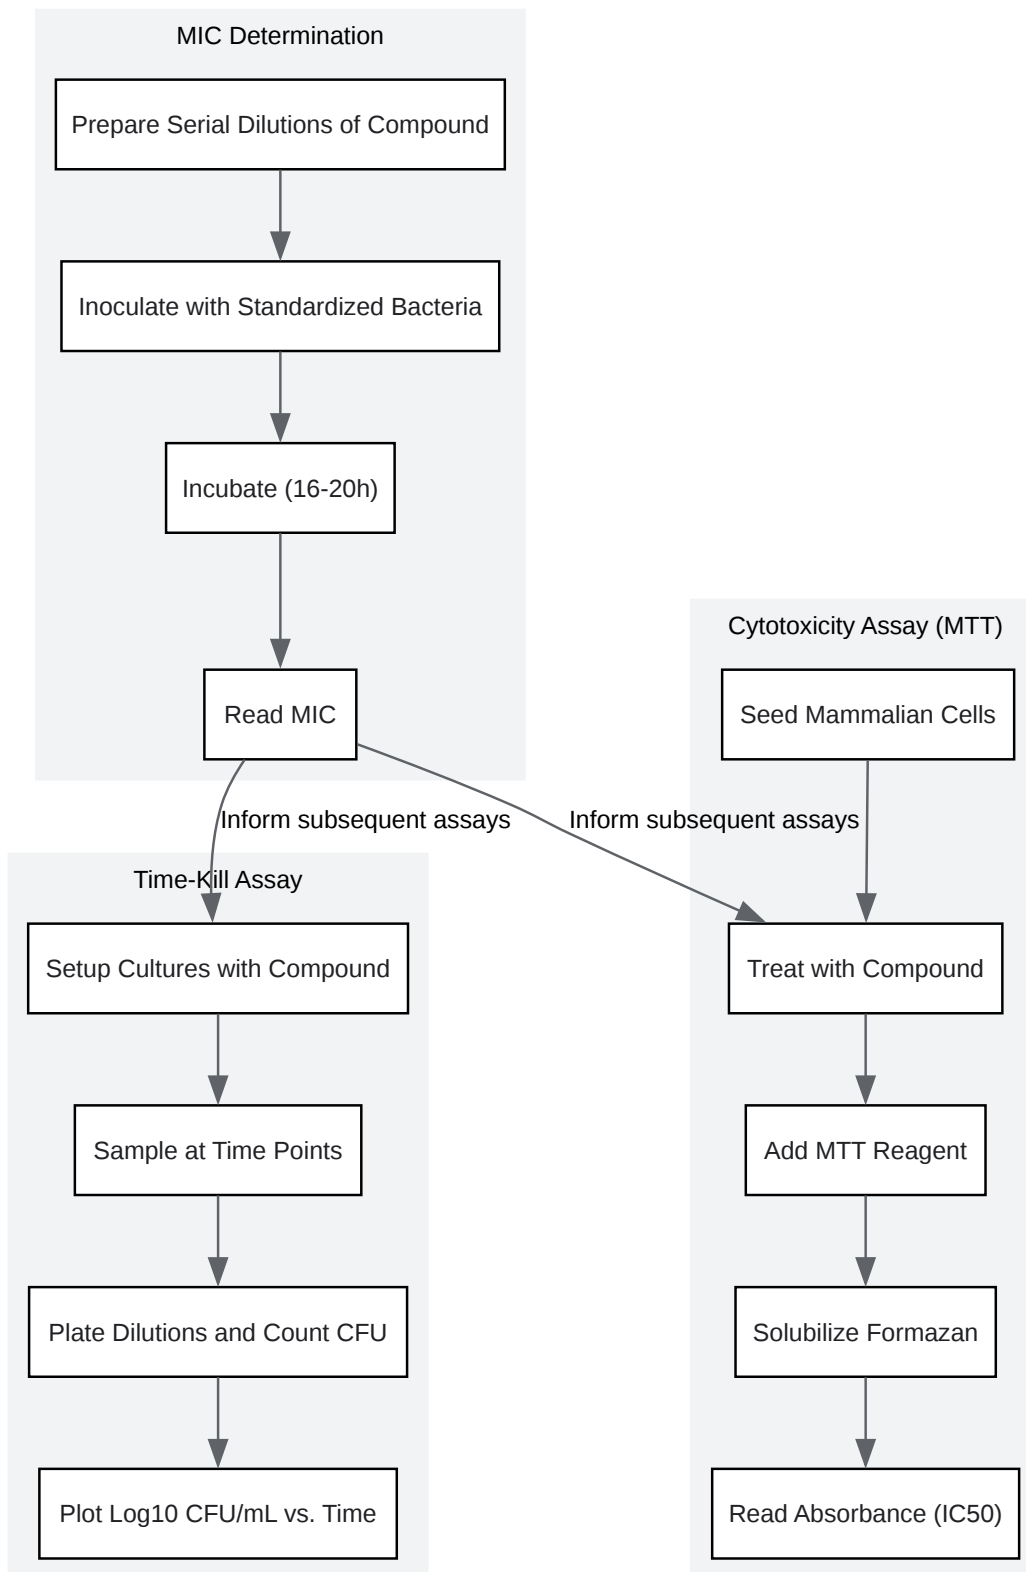 MIC Determination
Prepare Serial Dilutions of Compound
Inoculate with Standardized Bacteria
Incubate (16-20h)
Read MIC
Inform subsequent assays
Inform subsequent assays
Time-Kill Assay
Setup Cultures with Compound
Sample at Time Points
Plate Dilutions and Count CFU
Plot Log10 CFU/mL vs. Time
Cytotoxicity Assay (MTT)
Seed Mammalian Cells
Treat with Compound
Add MTT Reagent
Solubilize Formazan
Read Absorbance (IC50)